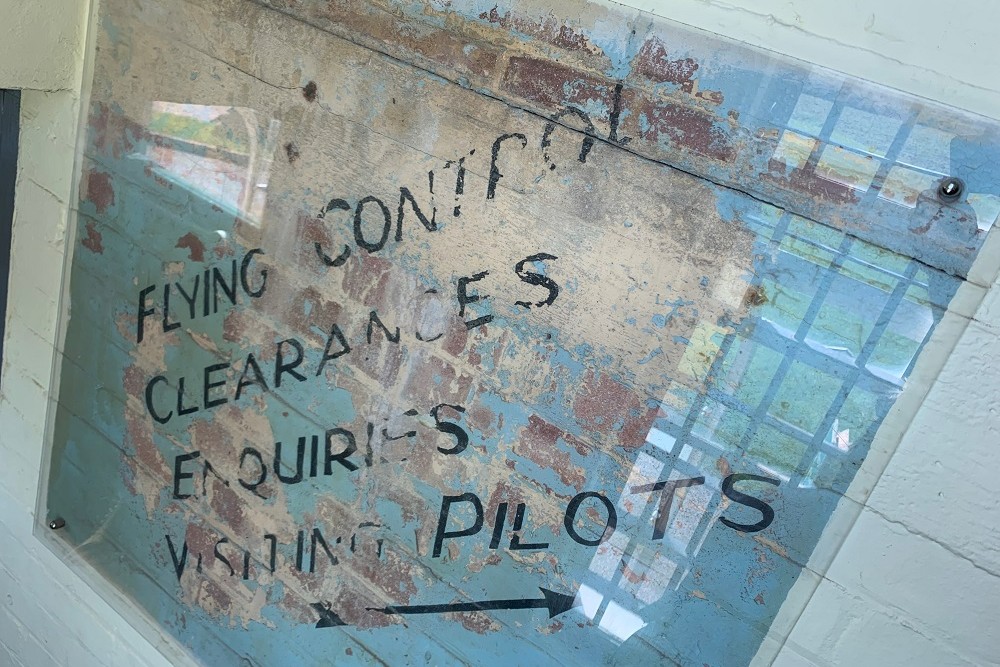 FLYING CONTROL
CLEARANCES
ENQUIRIES
VISITING PILOTS